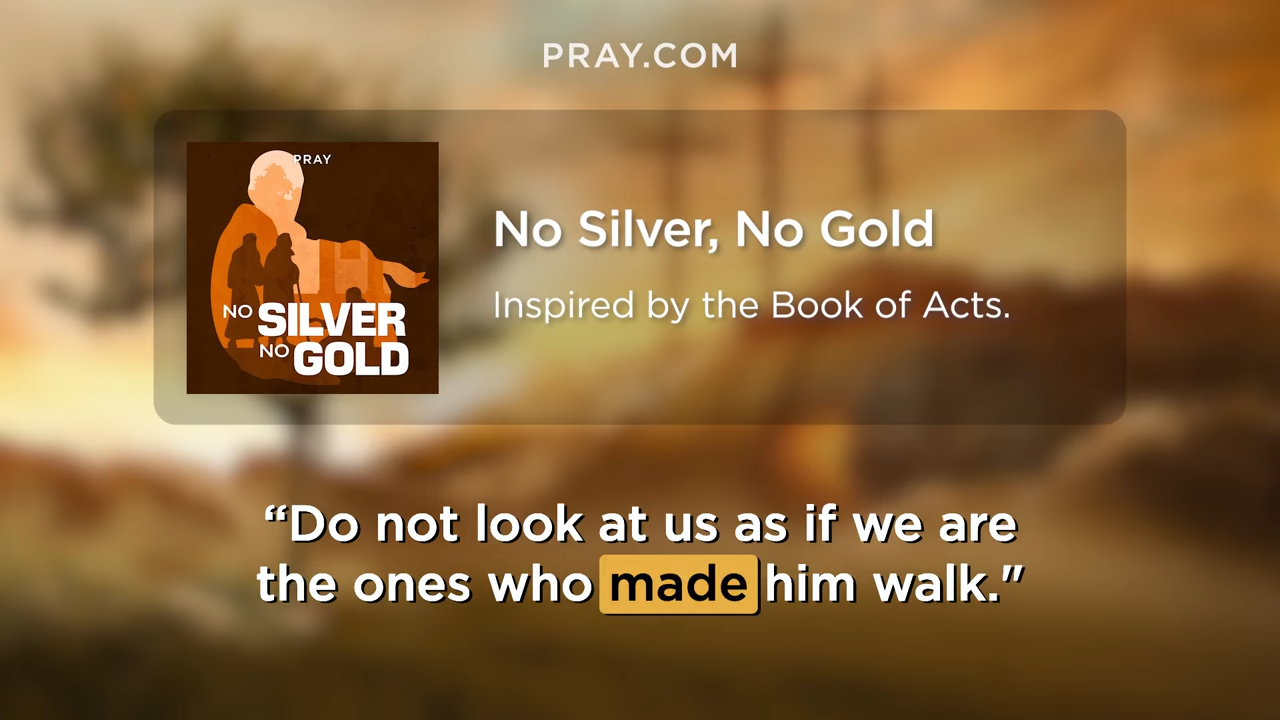 PRAY.COM
PRAY
NO SILVER
NO GOLD
No Silver, No Gold
Inspired by the Book of Acts.
“Do not look at us as if we are
the ones who made him walk."